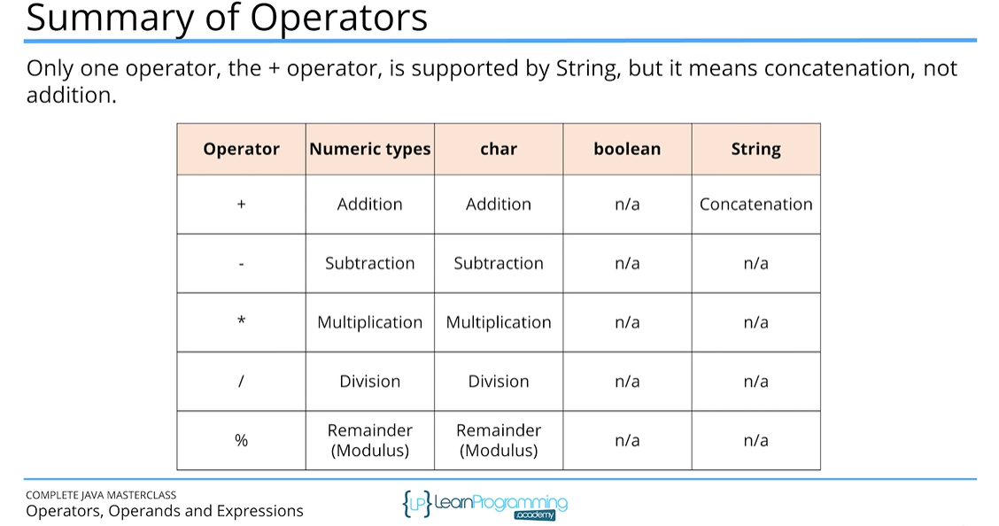 Summary of Operators
Only one operator, the + operator, is supported by String, but it means concatenation, not
addition.
Operator Numeric types char boolean String
+ Addition Addition n/a Concatenation
- Subtraction Subtraction n/a n/a
* Multiplication Multiplication n/a n/a
/ Division Division n/a n/a
% Remainder (Modulus) Remainder (Modulus) n/a n/a
COMPLETE JAVA MASTERCLASS
Operators, Operands and Expressions
{LP} LearnProgramming
.academy